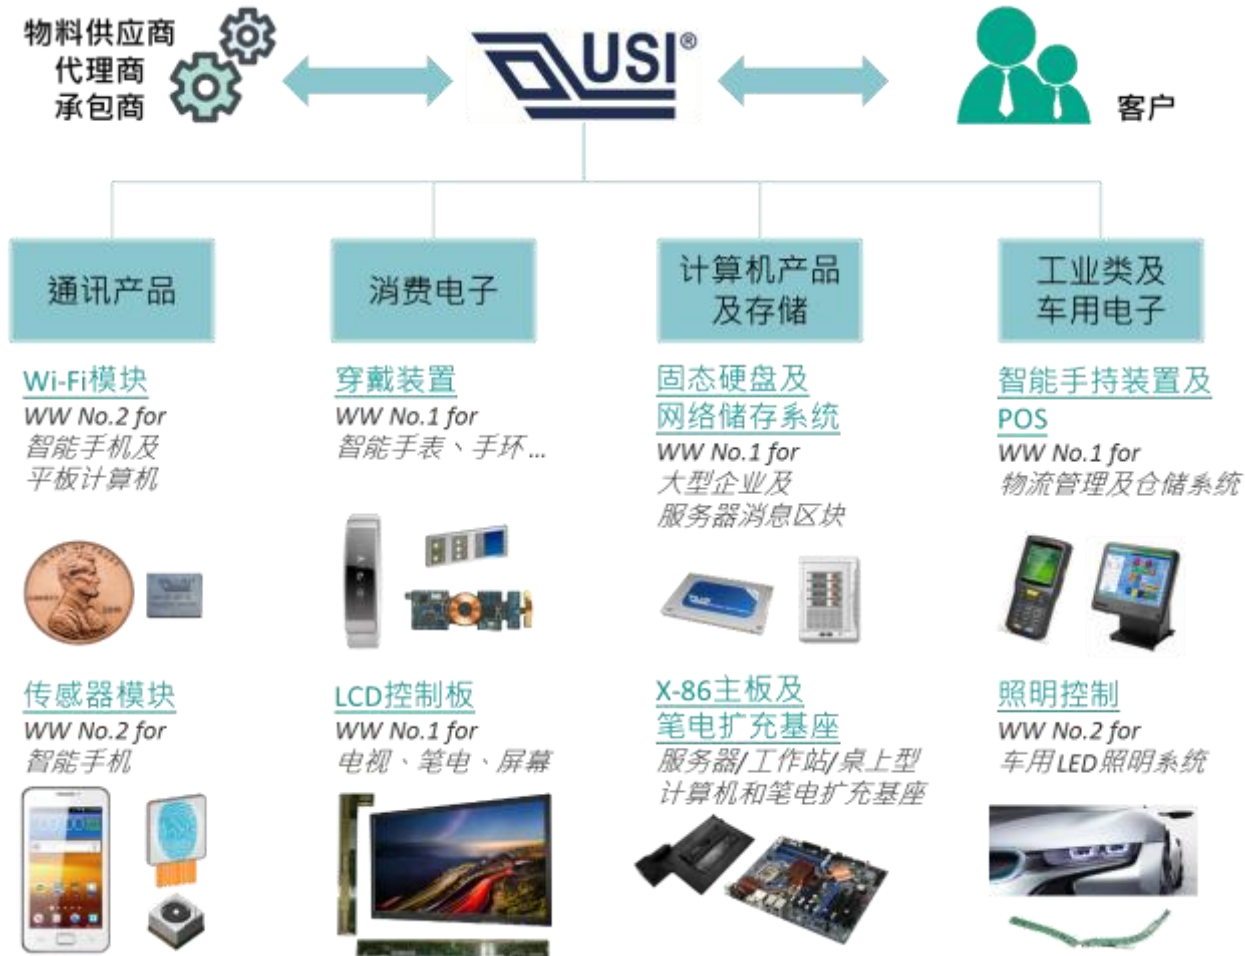 物料供应商
代理商
承包商
USI®
客户
通讯产品
消费电子
计算机产品
及存储
工业类及
车用电子
Wi-Fi模块
WW No.2 for
智能手机及
平板计算机
穿戴装置
WW No.1 for
智能手表、手环...
固态硬盘及
网络储存系统
WW No.1 for
大型企业及
服务器消息区块
智能手持装置及
POS
WW No.1 for
物流管理及仓储系统
USI
传感器模块
WW No.2 for
智能手机
LCD控制板
WW No.1 for
电视、笔电、屏幕
X-86主板及
笔电扩充基座
服务器/工作站/桌上型
计算机和笔电扩充基座
照明控制
WW No.2 for
车用LED照明系统